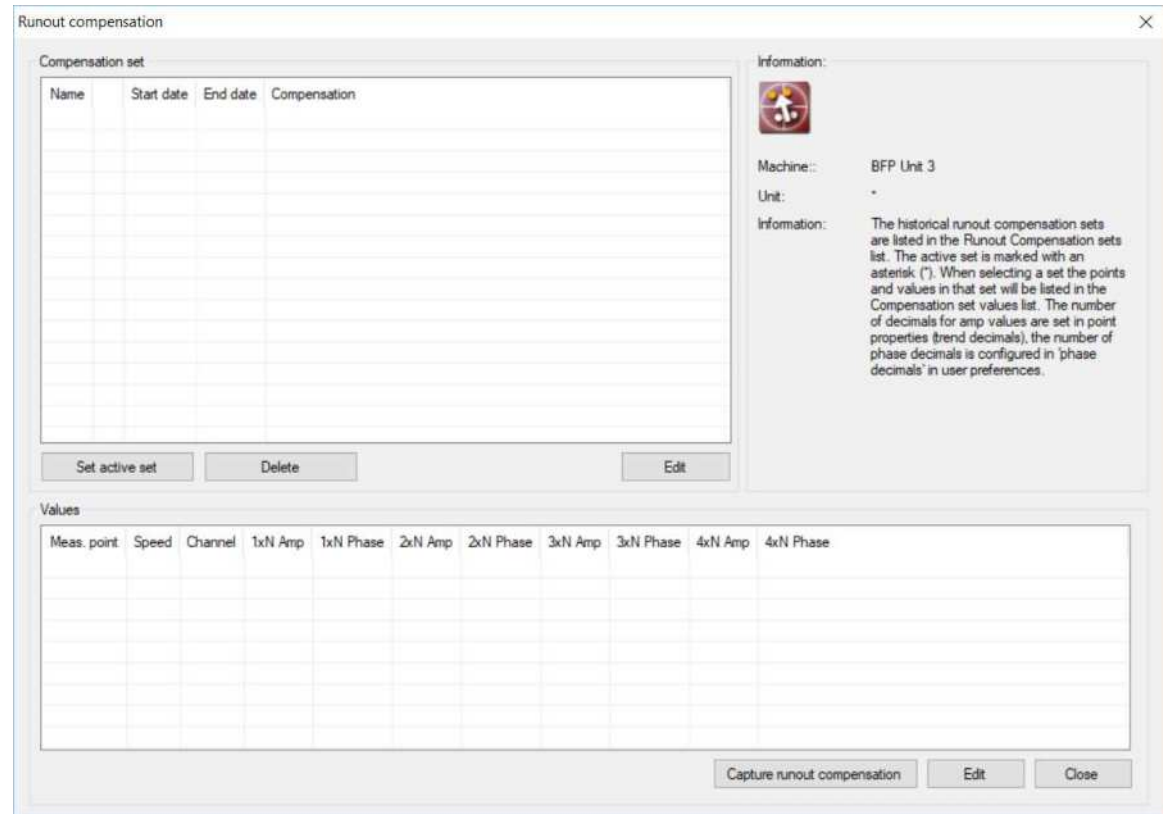 Runout compensation
Compensation set
Name Start date End date Compensation
Set active set Delete Edit
Information:
Machine:: BFP Unit 3
Unit: "
Information: The historical runout compensation sets
are listed in the Runout Compensation sets
list. The active set is marked with an
asterisk (*). When selecting a set the points
and values in that set will be listed in the
Compensation set values list. The number
of decimals for amp values are set in point
properties (trend decimals), the number of
phase decimals is configured in 'phase
decimals' in user preferences.
Values
Meas. point Speed Channel 1xN Amp 1xN Phase 2xN Amp 2xN Phase 3xN Amp 3xN Phase 4xN Amp 4xN Phase
Capture runout compensation Edit Close